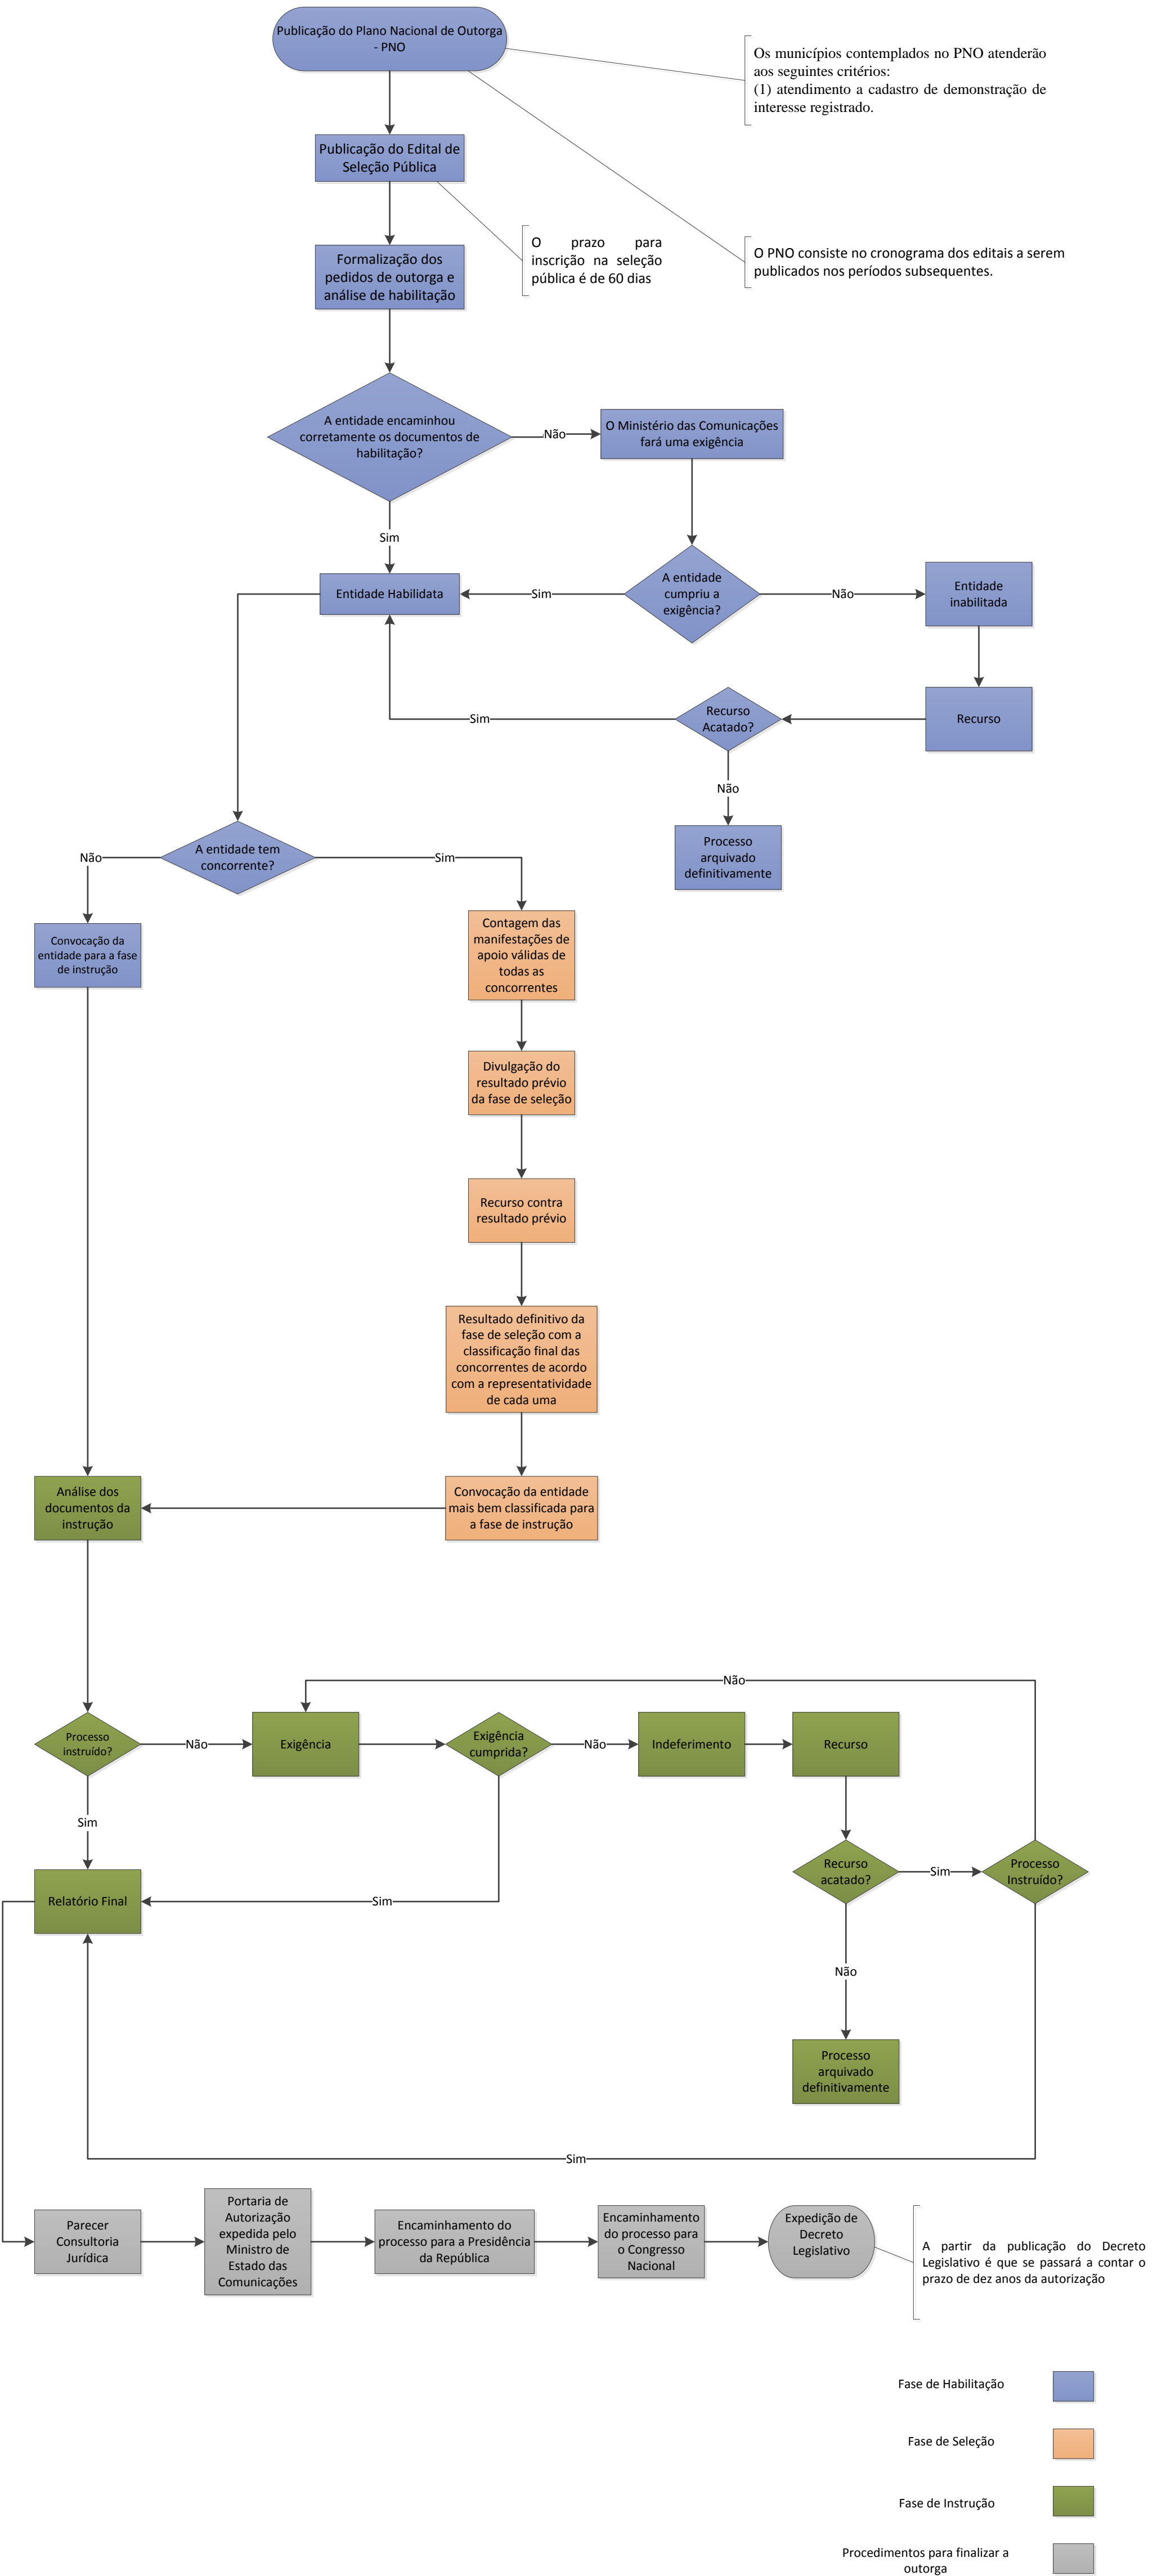 Publicação do Plano Nacional de Outorga
- PNO
Os municípios contemplados no PNO atenderão
aos seguintes critérios:
(1) atendimento a cadastro de demonstração de
interesse registrado.
Publicação do Edital de
Seleção Pública
O prazo para
inscrição na seleção
pública é de 60 dias
O PNO consiste no cronograma dos editais a serem
publicados nos períodos subsequentes.
Formalização dos
pedidos de outorga e
análise de habilitação
A entidade encaminhou
corretamente os documentos de
habilitação?
Não
O Ministério das Comunicações
fará uma exigência
Sim
Entidade Habilidata
Sim
A entidade
cumpriu a
exigência?
Não
Entidade
inabilitada
Sim
Recurso
Acatado?
Recurso
Não
Processo
arquivado
definitivamente
Não
A entidade tem
concorrente?
Sim
Convocação da
entidade para a fase
de instrução
Contagem das
manifestações de
apoio válidas de
todas as
concorrentes
Divulgação do
resultado prévio
da fase de seleção
Recurso contra
resultado prévio
Resultado definitivo da
fase de seleção com a
classificação final das
concorrentes de acordo
com a representatividade
de cada uma
Análise dos
documentos da
instrução
Convocação da entidade
mais bem classificada para
a fase de instrução
Não
Processo
instruído?
Não
Exigência
Exigência
cumprida?
Não
Indeferimento
Recurso
Sim
Relatório Final
Sim
Recurso
acatado?
Sim
Processo
Instruído?
Não
Processo
arquivado
definitivamente
Sim
Parecer
Consultoria
Jurídica
Portaria de
Autorização
expedida pelo
Ministro de
Estado das
Comunicações
Encaminhamento do
processo para a Presidência
da República
Encaminhamento
do processo para
o Congresso
Nacional
Expedição de
Decreto
Legislativo
A partir da publicação do Decreto
Legislativo é que se passará a contar o
prazo de dez anos da autorização
Fase de Habilitação
Fase de Seleção
Fase de Instrução
Procedimentos para finalizar a
outorga